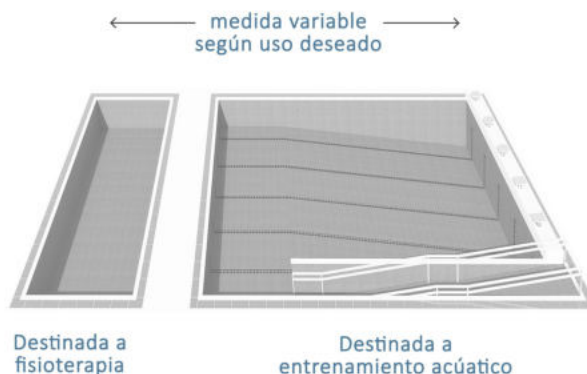 medida variable
según uso deseado
Destinada a
fisioterapia
Destinada a
entrenamiento acúatico